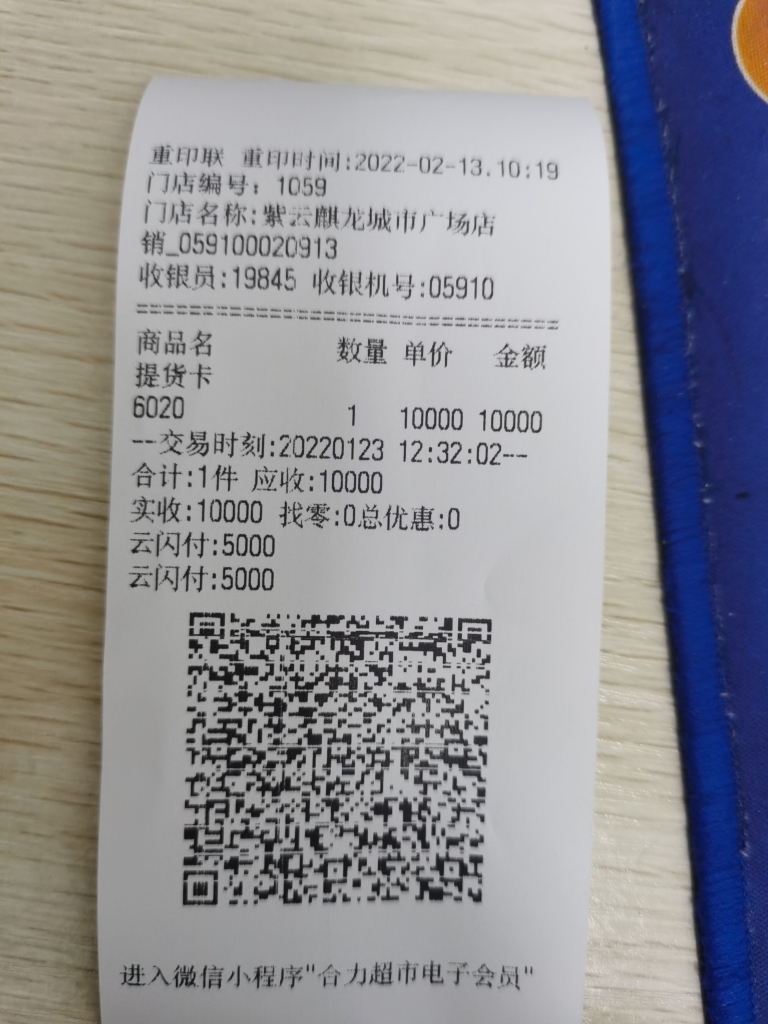 重印联 重印时间:2022-02-13.10:19
门店编号: 1059
门店名称:紫云麒龙城市广场店
销_059100020913
收银员:19845 收银机号:05910
================================================
商品名 数量 单价 金额
提货卡
6020 1 10000 10000
--交易时刻:20220123 12:32:02--
合计:1件 应收:10000
实收:10000 找零:0总优惠:0
云闪付:5000
云闪付:5000
进入微信小程序"合力超市电子会员"